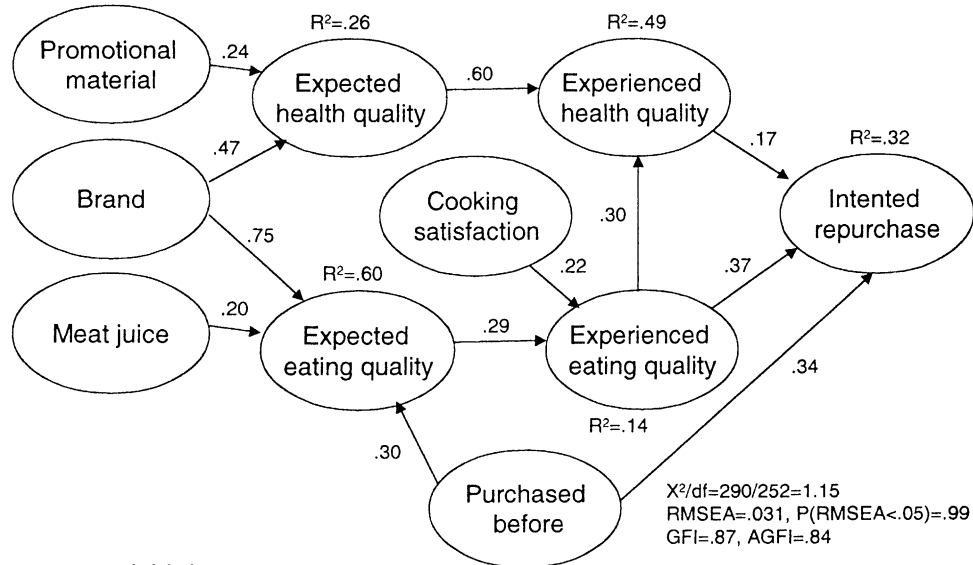 R²=.26
R²=.49
Promotional
material
.24
Expected
health quality
.60
Experienced
health quality
.17
R²=.32
.47
Brand
Cooking
satisfaction
.30
Intented
repurchase
.75
R²=.60
.22
.37
Meat juice
.20
Expected
eating quality
.29
Experienced
eating quality
.34
R²=.14
.30
Purchased
before
X²/df=290/252=1.15
RMSEA=.031, P(RMSEA<.05)=.99
GFI=.87, AGFI=.84